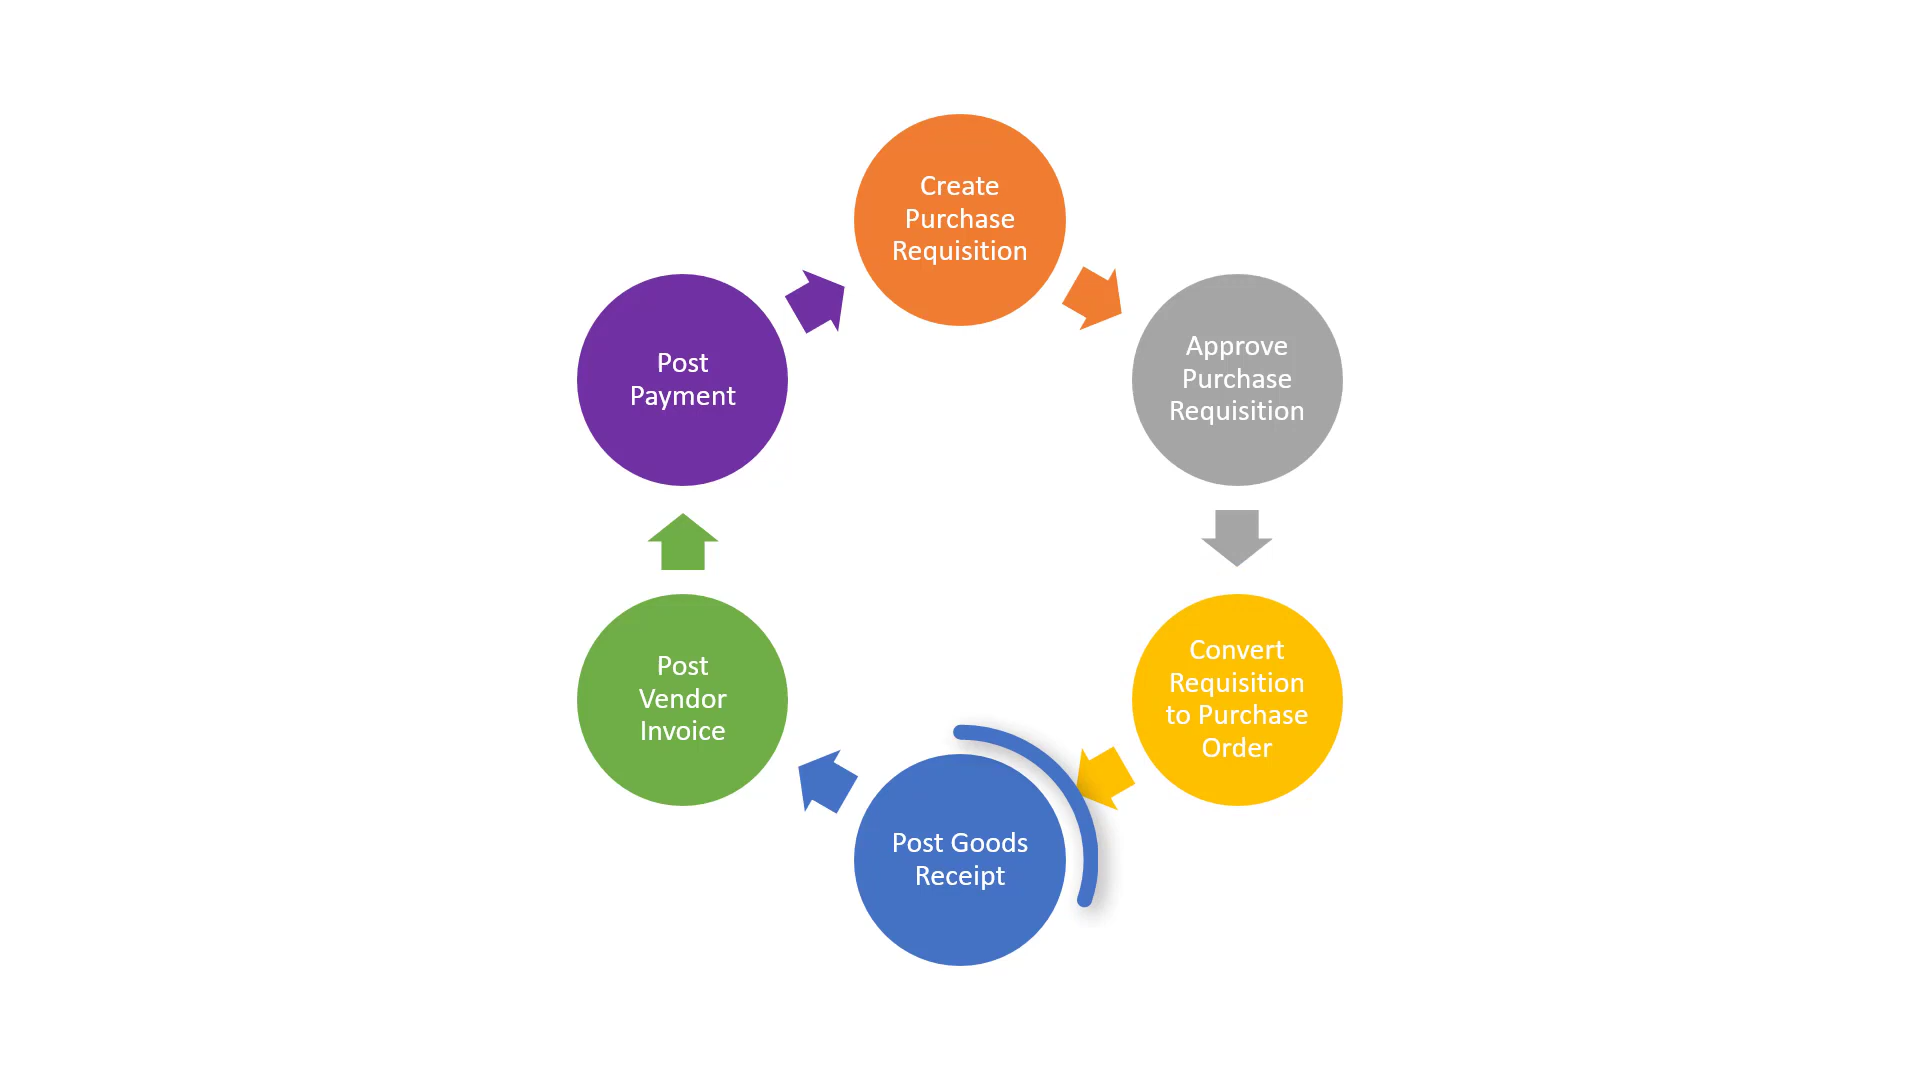 Create
Purchase
Requisition
Approve
Purchase
Requisition
Convert
Requisition
to Purchase
Order
Post Goods
Receipt
Post
Vendor
Invoice
Post
Payment